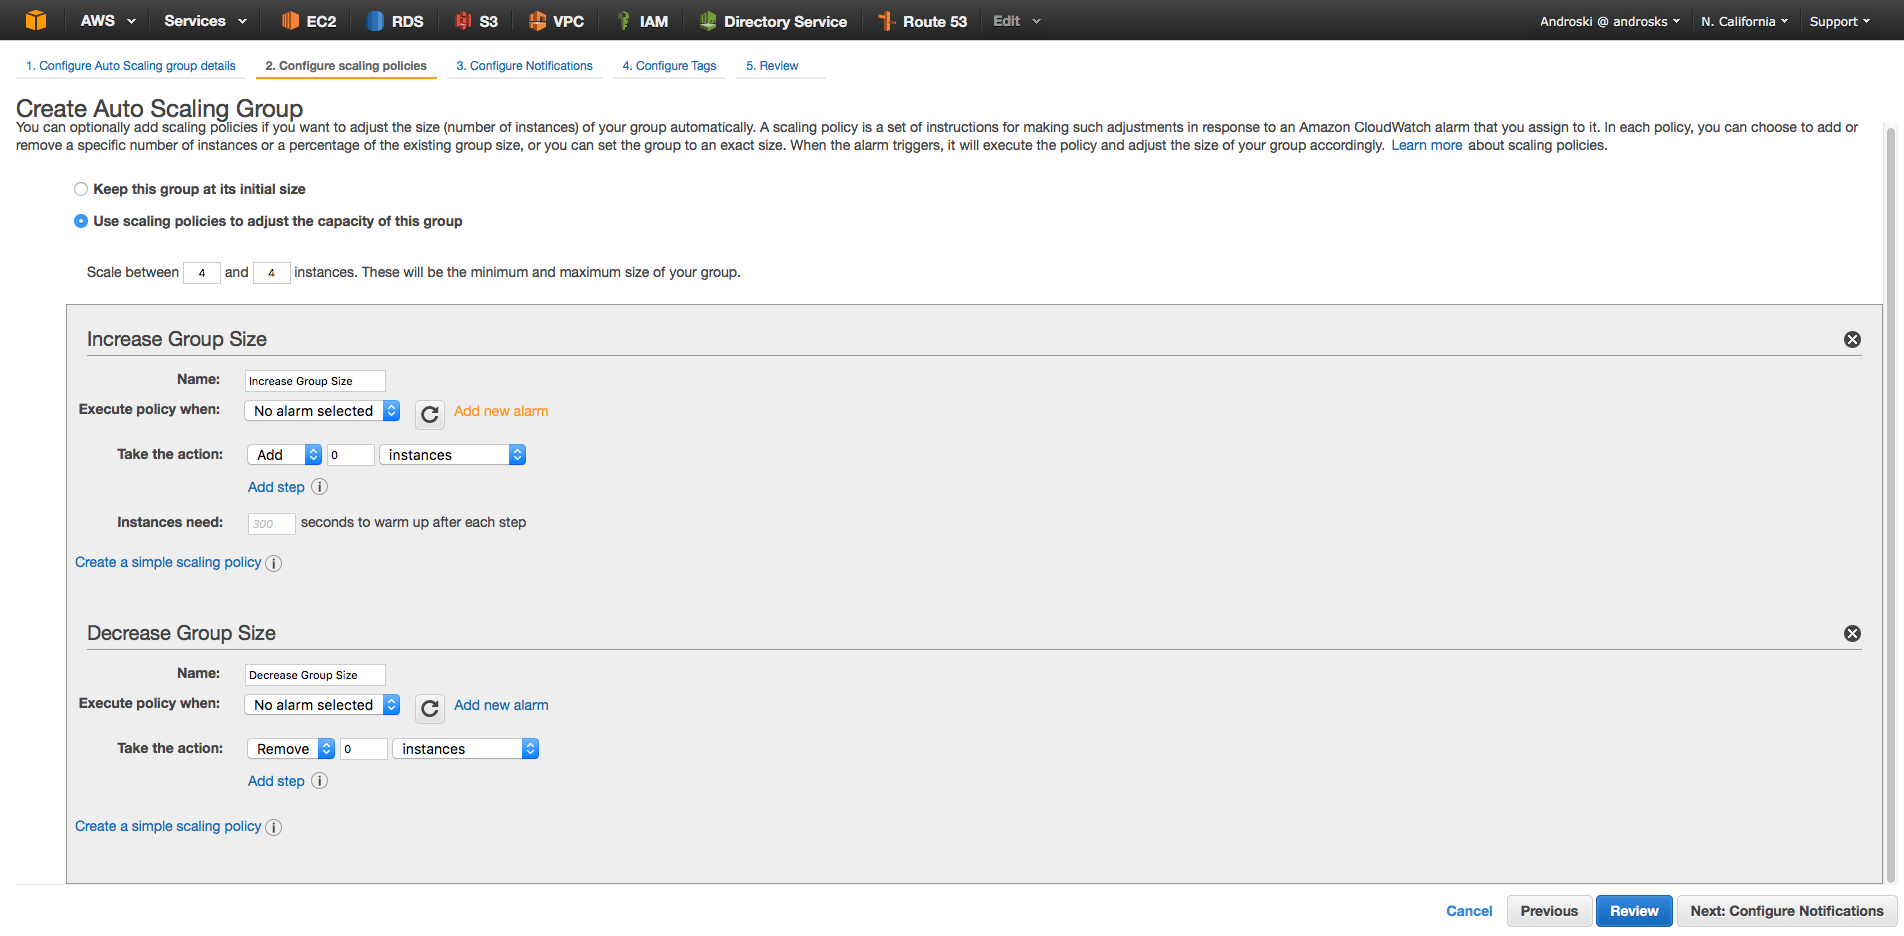 AWS Services EC2 RDS S3 VPC IAM Directory Service Route 53 Edit Androski @ androsks N. California Support
1. Configure Auto Scaling group details 2. Configure scaling policies 3. Configure Notifications 4. Configure Tags 5. Review
Create Auto Scaling Group
You can optionally add scaling policies if you want to adjust the size (number of instances) of your group automatically. A scaling policy is a set of instructions for making such adjustments in response to an Amazon CloudWatch alarm that you assign to it. In each policy, you can choose to add or
remove a specific number of instances or a percentage of the existing group size, or you can set the group to an exact size. When the alarm triggers, it will execute the policy and adjust the size of your group accordingly. Learn more about scaling policies.
Keep this group at its initial size
Use scaling policies to adjust the capacity of this group
Scale between 4 and 4 instances. These will be the minimum and maximum size of your group.
Increase Group Size
Name: Increase Group Size
Execute policy when: No alarm selected Add new alarm
Take the action: Add 0 instances
Add step i
Instances need: 300 seconds to warm up after each step
Create a simple scaling policy i
Decrease Group Size
Name: Decrease Group Size
Execute policy when: No alarm selected Add new alarm
Take the action: Remove 0 instances
Add step i
Create a simple scaling policy i
Cancel Previous Review Next: Configure Notifications